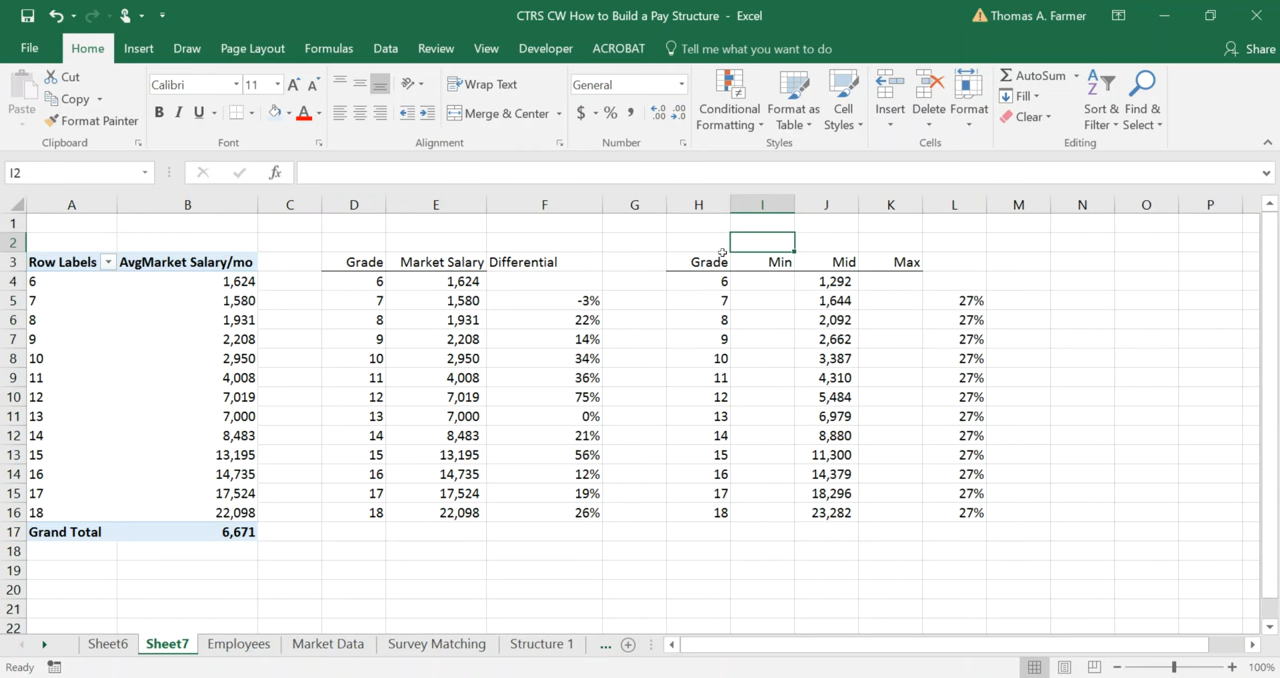 CTRS CW How to Build a Pay Structure - Excel
Thomas A. Farmer
File Home Insert Draw Page Layout Formulas Data Review View Developer ACROBAT Tell me what you want to do Share
Paste
Cut
Copy
Format Painter
Clipboard
Calibri 11
B I U
Font
Wrap Text
Merge & Center
Alignment
General
$ % ,
Number
Conditional Formatting
Format as Table
Cell Styles
Styles
Insert Delete Format
Cells
AutoSum
Fill
Clear
Sort & Filter
Find & Select
Editing
I2 fx
A B C D E F G H I J K L M N O P
1
2
3 Row Labels AvgMarket Salary/mo Grade Market Salary Differential Grade Min Mid Max
4 6 1,624 6 1,624 6 1,292
5 7 1,580 7 1,580 -3% 7 1,644 27%
6 8 1,931 8 1,931 22% 8 2,092 27%
7 9 2,208 9 2,208 14% 9 2,662 27%
8 10 2,950 10 2,950 34% 10 3,387 27%
9 11 4,008 11 4,008 36% 11 4,310 27%
10 12 7,019 12 7,019 75% 12 5,484 27%
11 13 7,000 13 7,000 0% 13 6,979 27%
12 14 8,483 14 8,483 21% 14 8,880 27%
13 15 13,195 15 13,195 56% 15 11,300 27%
14 16 14,735 16 14,735 12% 16 14,379 27%
15 17 17,524 17 17,524 19% 17 18,296 27%
16 18 22,098 18 22,098 26% 18 23,282 27%
17 Grand Total 6,671
18
19
20
21
22
Sheet6 Sheet7 Employees Market Data Survey Matching Structure 1 ...
Ready 100%